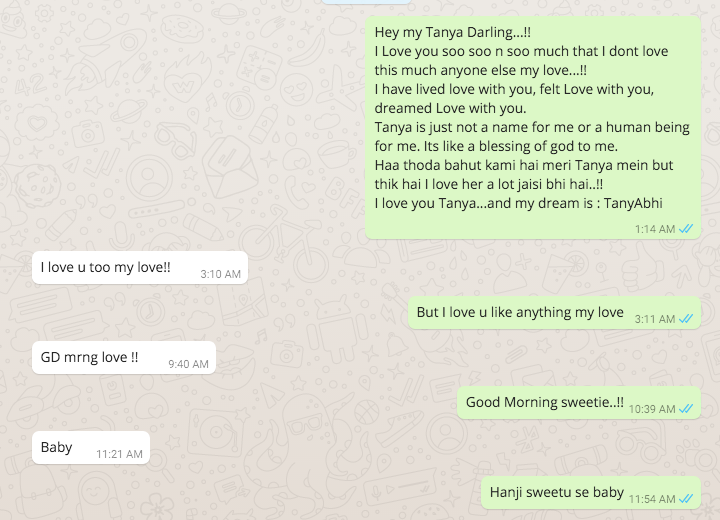 Hey my Tanya Darling...!!
I Love you soo soo n soo much that I dont love
this much anyone else my love...!!
I have lived love with you, felt Love with you,
dreamed Love with you.
Tanya is just not a name for me or a human being
for me. Its like a blessing of god to me.
Haa thoda bahut kami hai meri Tanya mein but
thik hai I love her a lot jaisi bhi hai..!!
I love you Tanya...and my dream is : TanyAbhi
1:14 AM
I love u too my love!!
3:10 AM
But I love u like anything my love
3:11 AM
GD mrng love !!
9:40 AM
Good Morning sweetie..!!
10:39 AM
Baby
11:21 AM
Hanji sweetu se baby
11:54 AM